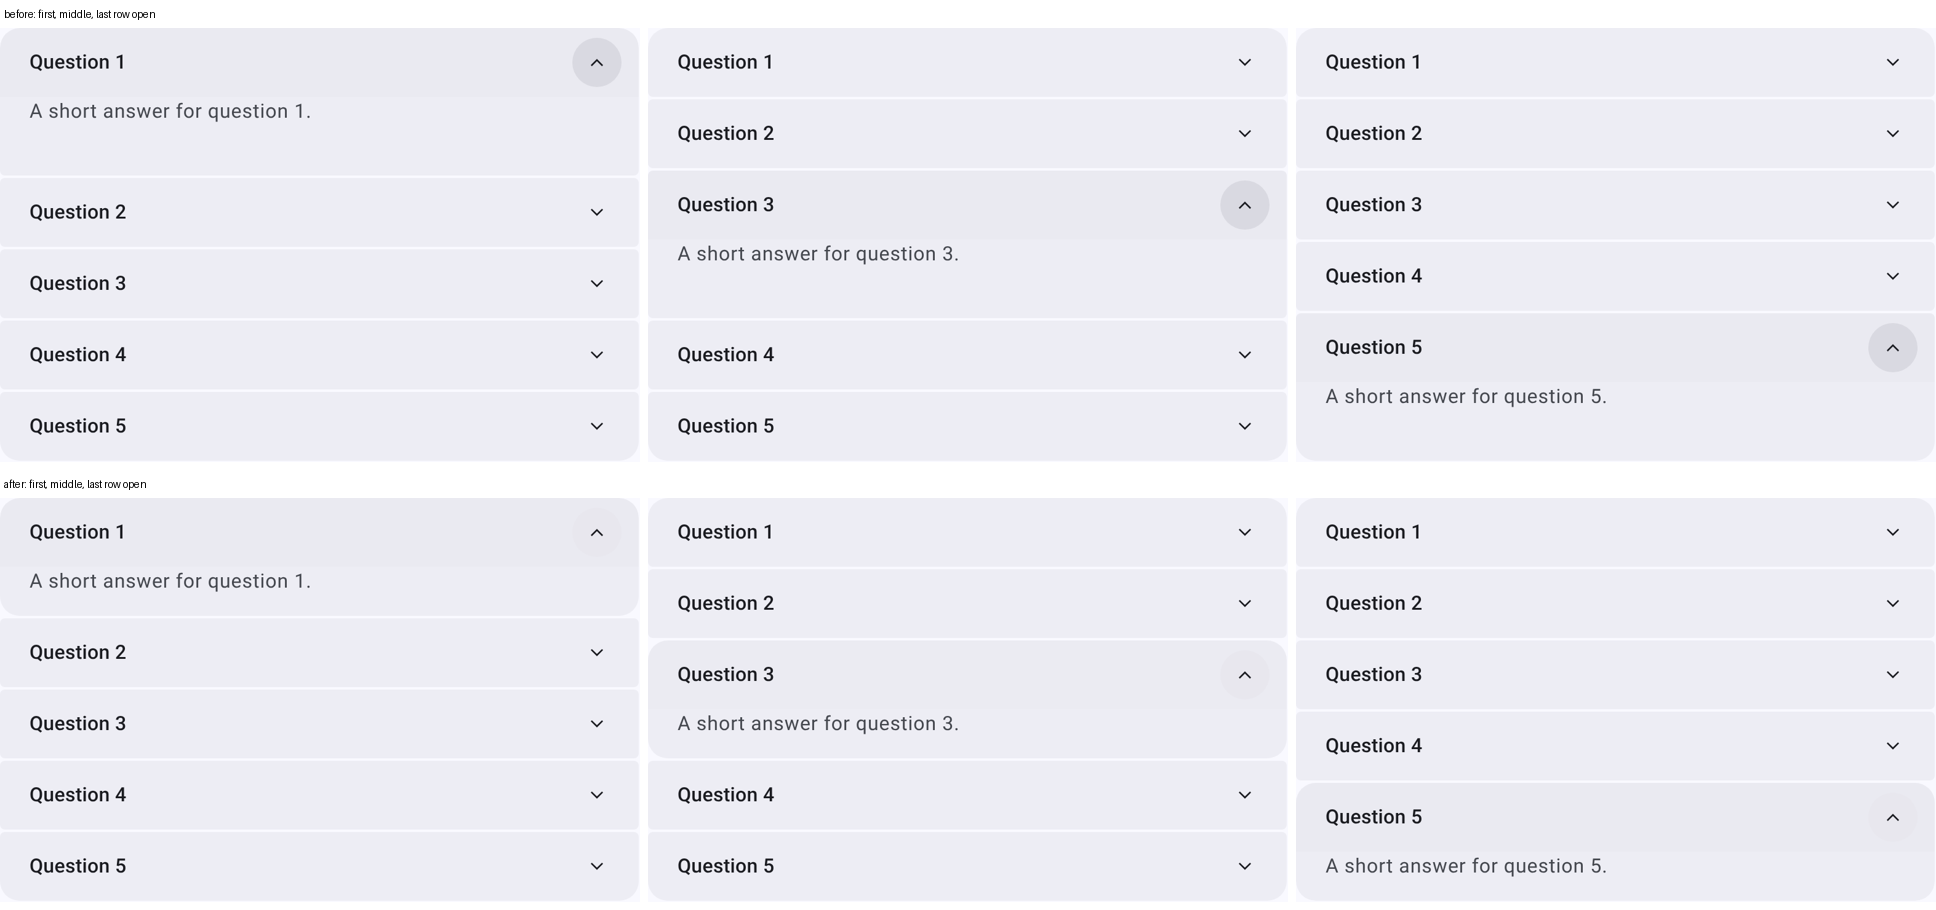 before: first, middle, last row open
Question 1
A short answer for question 1.
Question 2
Question 3
Question 4
Question 5
Question 1
Question 2
Question 3
A short answer for question 3.
Question 4
Question 5
Question 1
Question 2
Question 3
Question 4
Question 5
A short answer for question 5.
after: first, middle, last row open
Question 1
A short answer for question 1.
Question 2
Question 3
Question 4
Question 5
Question 1
Question 2
Question 3
A short answer for question 3.
Question 4
Question 5
Question 1
Question 2
Question 3
Question 4
Question 5
A short answer for question 5.